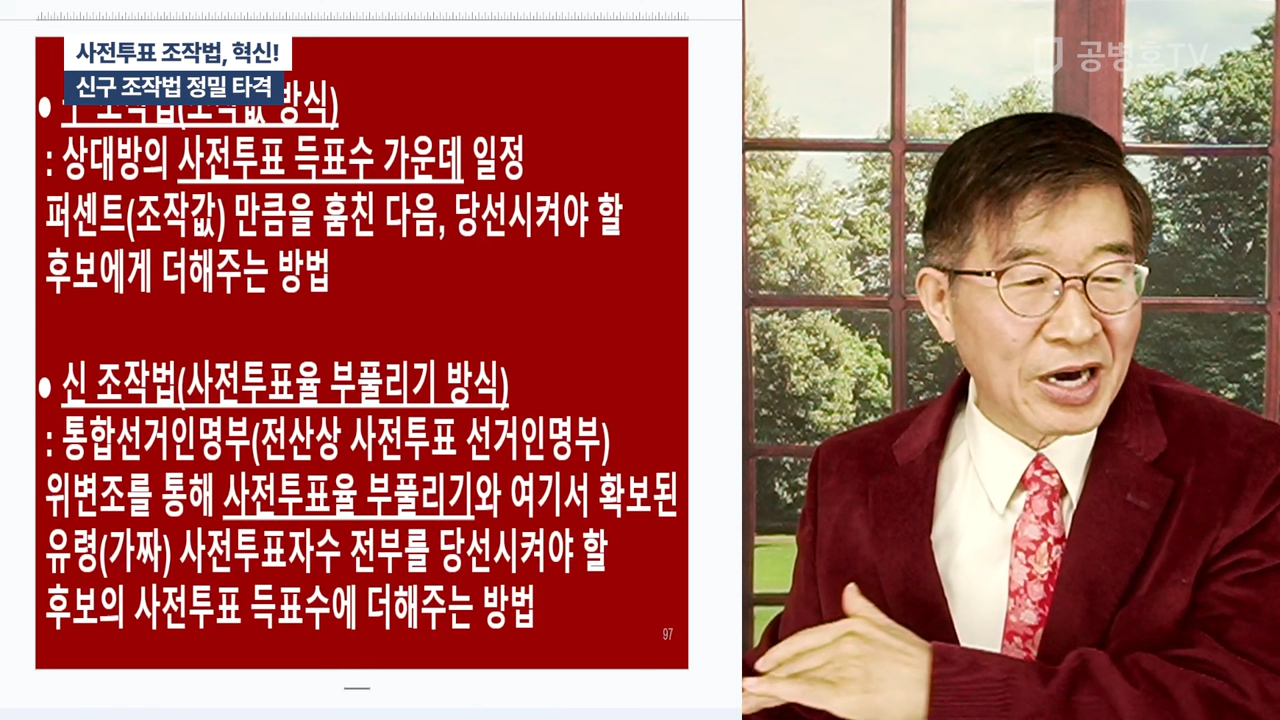 사전투표 조작법, 혁신!
신구 조작법 정밀 타격
방식)
: 상대방의 사전투표 득표수 가운데 일정
퍼센트(조작값) 만큼을 훔친 다음, 당선시켜야 할
후보에게 더해주는 방법
• 신 조작법(사전투표율 부풀리기 방식)
: 통합선거인명부(전산상 사전투표 선거인명부)
위변조를 통해 사전투표율 부풀리기와 여기서 확보된
유령(가짜) 사전투표자수 전부를 당선시켜야 할
후보의 사전투표 득표수에 더해주는 방법
97
공병호TV